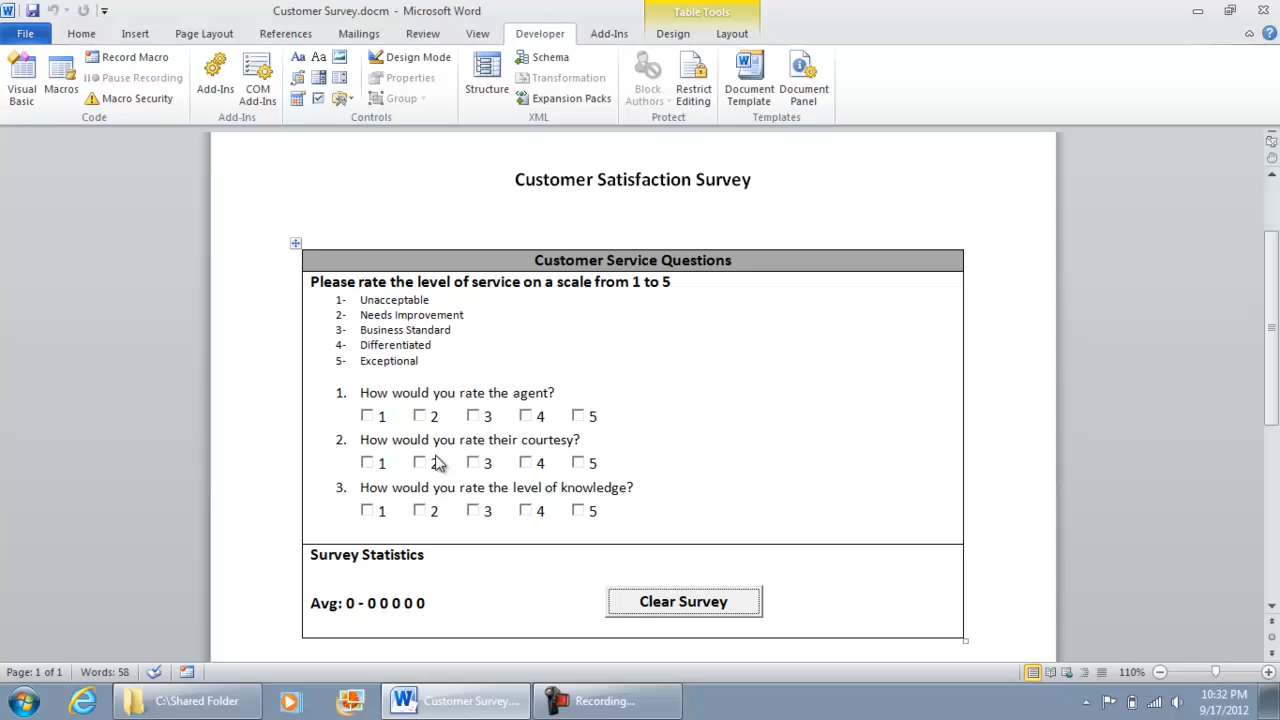 Customer Survey.docm - Microsoft Word
Table Tools
File Home Insert Page Layout References Mailings Review View Developer Add-Ins Design Layout
Visual Basic
Macros
Record Macro
Pause Recording
Macro Security
Code
Add-Ins
COM Add-Ins
Add-Ins
Aa Aa
Design Mode
Properties
Group
Controls
Structure
Schema
Transformation
Expansion Packs
XML
Block Authors
Restrict Editing
Protect
Document Template
Document Panel
Templates
Customer Satisfaction Survey
Customer Service Questions
Please rate the level of service on a scale from 1 to 5
1- Unacceptable
2- Needs Improvement
3- Business Standard
4- Differentiated
5- Exceptional
1. How would you rate the agent?
1 2 3 4 5
2. How would you rate their courtesy?
1 2 3 4 5
3. How would you rate the level of knowledge?
1 2 3 4 5
Survey Statistics
Avg: 0 - 0 0 0 0 0
Clear Survey
Page: 1 of 1 Words: 58 110%
C:\Shared Folder
Customer Survey....
Recording...
10:32 PM
9/17/2012